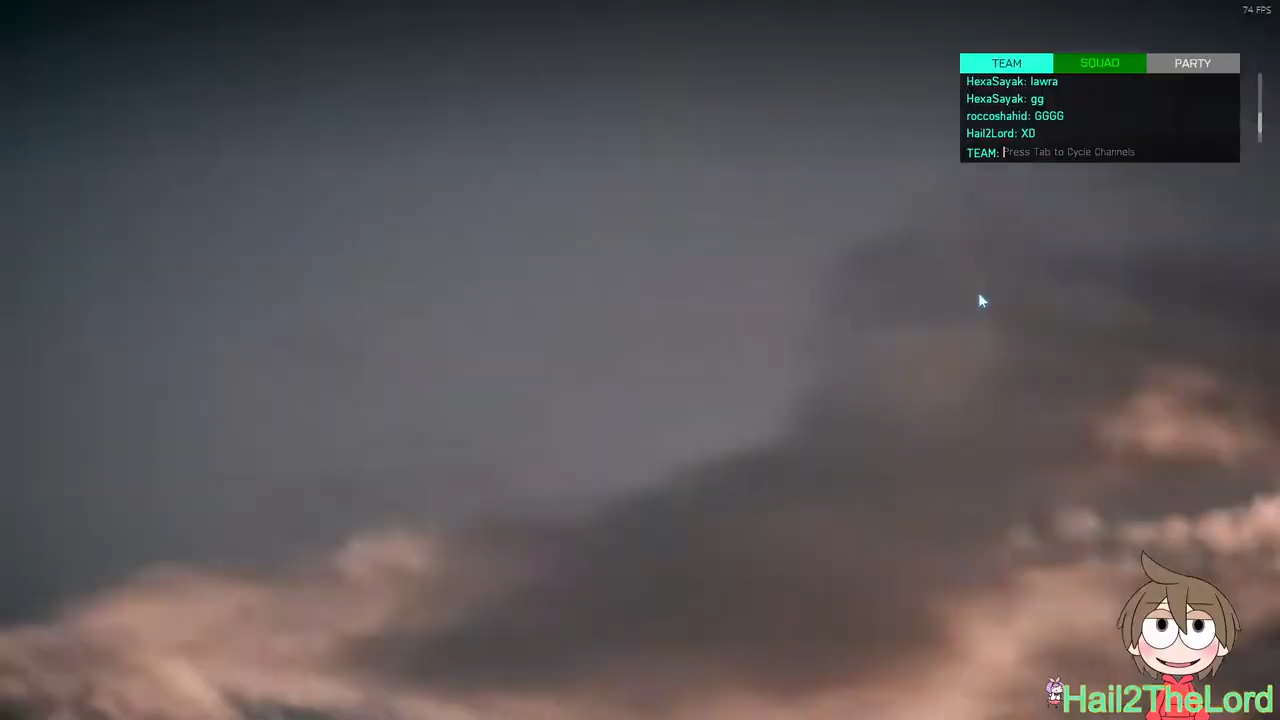 74 FPS
TEAM SQUAD PARTY
HexaSayak: lawra
HexaSayak: gg
roccoshahid: GGGG
Hail2Lord: XD
TEAM: Press Tab to Cycle Channels
Hail2TheLord